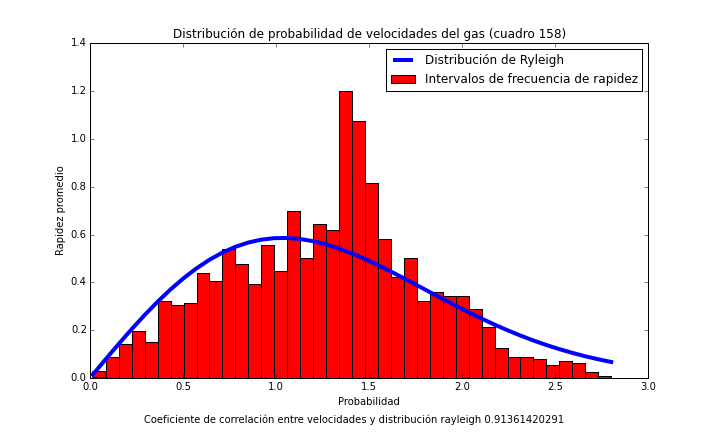 Distribución de probabilidad de velocidades del gas (cuadro 158)
1.4
1.2
1.0
0.8
0.6
0.4
0.2
0.0
Rapidez promedio
Distribución de Ryleigh
Intervalos de frecuencia de rapidez
0.0 0.5 1.0 1.5 2.0 2.5 3.0
Probabilidad
Coeficiente de correlación entre velocidades y distribución rayleigh 0.91361420291